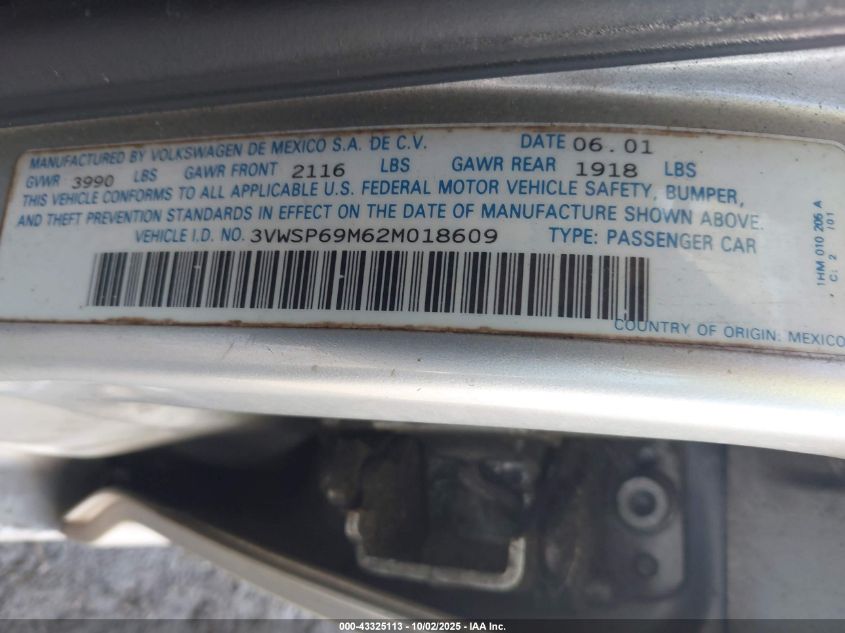 MANUFACTURED BY VOLKSWAGEN DE MEXICO S.A. DE C.V. DATE 06.01
GVWR 3990 LBS GAWR FRONT 2116 LBS GAWR REAR 1918 LBS
THIS VEHICLE CONFORMS TO ALL APPLICABLE U.S. FEDERAL MOTOR VEHICLE SAFETY, BUMPER,
AND THEFT PREVENTION STANDARDS IN EFFECT ON THE DATE OF MANUFACTURE SHOWN ABOVE.
VEHICLE I.D. NO. 3VWSP69M62M018609 TYPE: PASSENGER CAR
COUNTRY OF ORIGIN: MEXICO
1HM 010 205 A
C. 2 /01
000-43325113 - 10/02/2025 - IAA Inc.